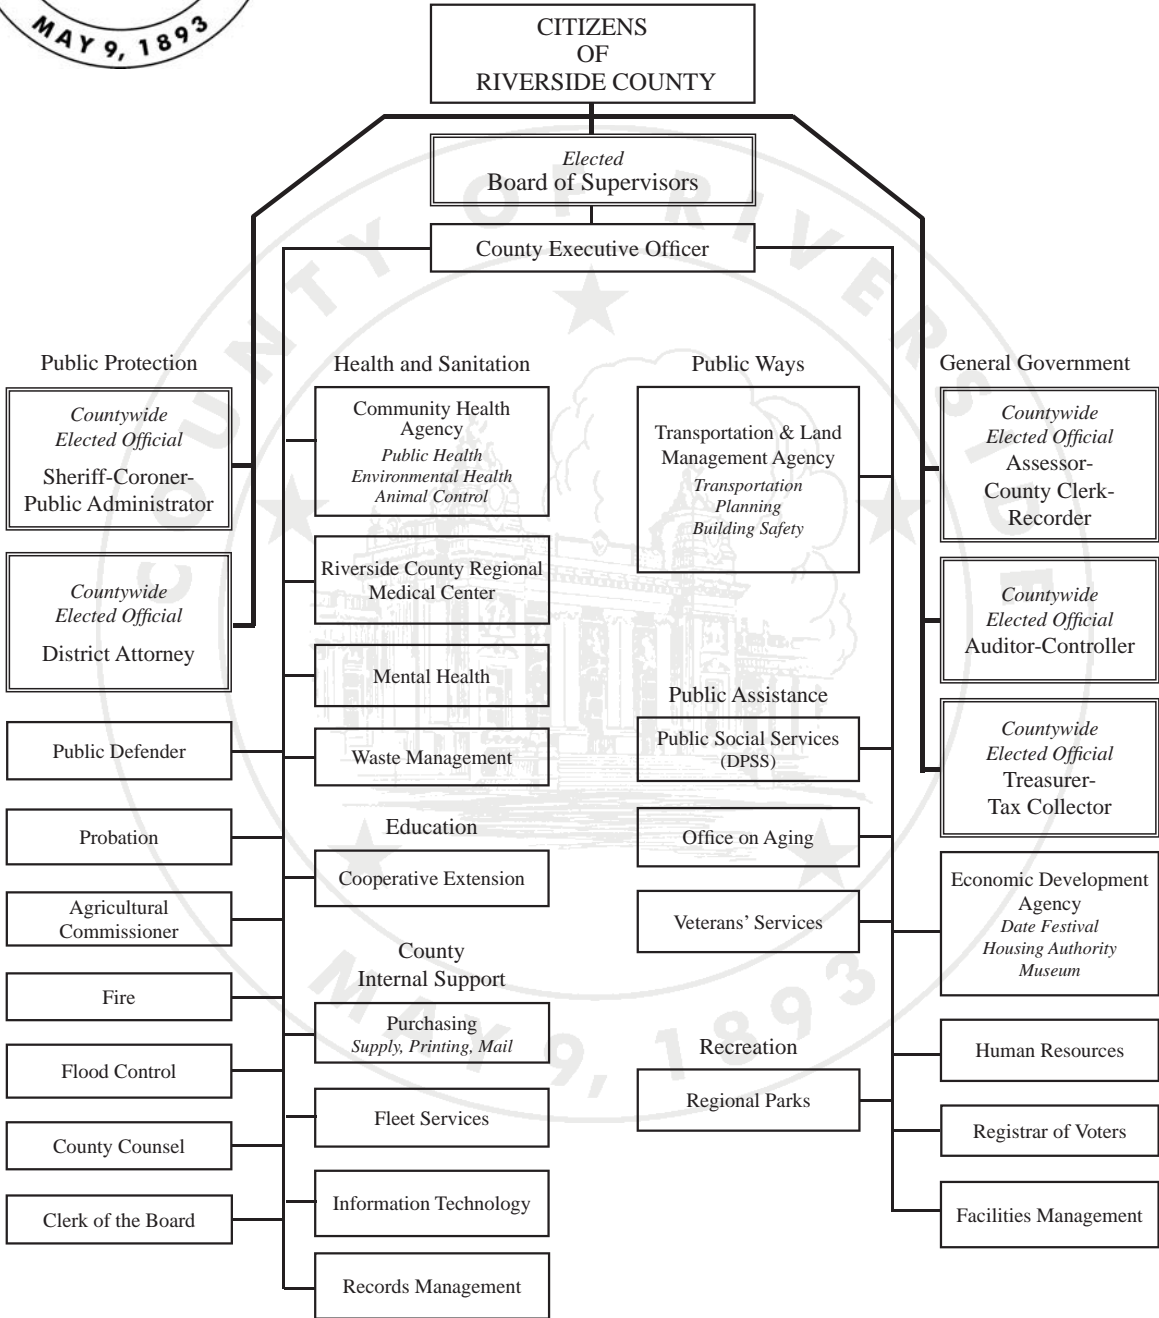 MAY 9, 1893
CITIZENS
OF
RIVERSIDE COUNTY
Elected
Board of Supervisors
County Executive Officer
Public Protection
Countywide
Elected Official
Sheriff-Coroner-
Public Administrator
Countywide
Elected Official
District Attorney
Public Defender
Probation
Agricultural
Commissioner
Fire
Flood Control
County Counsel
Clerk of the Board
Health and Sanitation
Community Health
Agency
Public Health
Environmental Health
Animal Control
Riverside County Regional
Medical Center
Mental Health
Waste Management
Education
Cooperative Extension
County
Internal Support
Purchasing
Supply, Printing, Mail
Fleet Services
Information Technology
Records Management
Public Ways
Transportation & Land
Management Agency
Transportation
Planning
Building Safety
Public Assistance
Public Social Services
(DPSS)
Office on Aging
Veterans' Services
Recreation
Regional Parks
General Government
Countywide
Elected Official
Assessor-
County Clerk-
Recorder
Countywide
Elected Official
Auditor-Controller
Countywide
Elected Official
Treasurer-
Tax Collector
Economic Development
Agency
Date Festival
Housing Authority
Museum
Human Resources
Registrar of Voters
Facilities Management
COUNTY OF RIVERSIDE
MAY 9, 1893